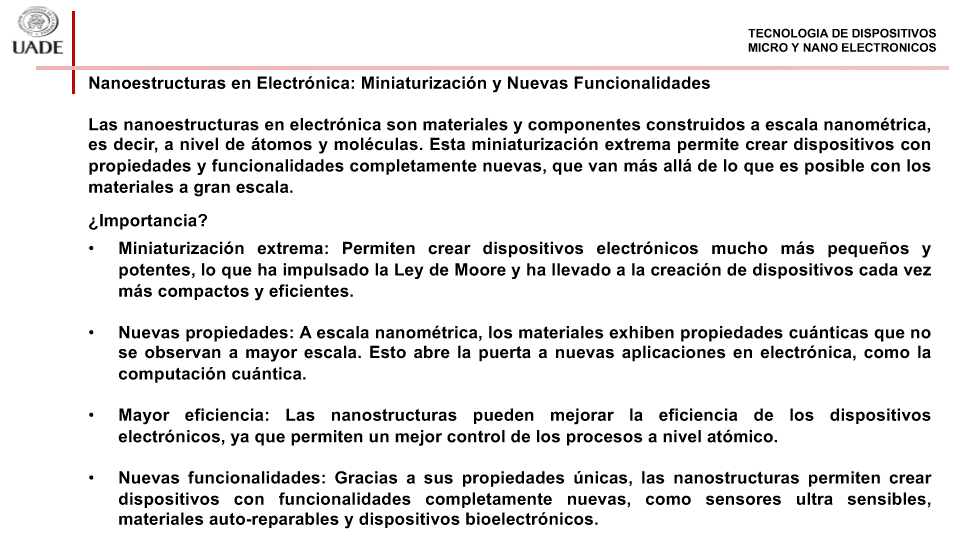 UADE
TECNOLOGIA DE DISPOSITIVOS
MICRO Y NANO ELECTRONICOS
Nanoestructuras en Electrónica: Miniaturización y Nuevas Funcionalidades
Las nanoestructuras en electrónica son materiales y componentes construidos a escala nanométrica,
es decir, a nivel de átomos y moléculas. Esta miniaturización extrema permite crear dispositivos con
propiedades y funcionalidades completamente nuevas, que van más allá de lo que es posible con los
materiales a gran escala.
¿Importancia?
• Miniaturización extrema: Permiten crear dispositivos electrónicos mucho más pequeños y
potentes, lo que ha impulsado la Ley de Moore y ha llevado a la creación de dispositivos cada vez
más compactos y eficientes.
• Nuevas propiedades: A escala nanométrica, los materiales exhiben propiedades cuánticas que no
se observan a mayor escala. Esto abre la puerta a nuevas aplicaciones en electrónica, como la
computación cuántica.
• Mayor eficiencia: Las nanostructuras pueden mejorar la eficiencia de los dispositivos
electrónicos, ya que permiten un mejor control de los procesos a nivel atómico.
• Nuevas funcionalidades: Gracias a sus propiedades únicas, las nanostructuras permiten crear
dispositivos con funcionalidades completamente nuevas, como sensores ultra sensibles,
materiales auto-reparables y dispositivos bioelectrónicos.